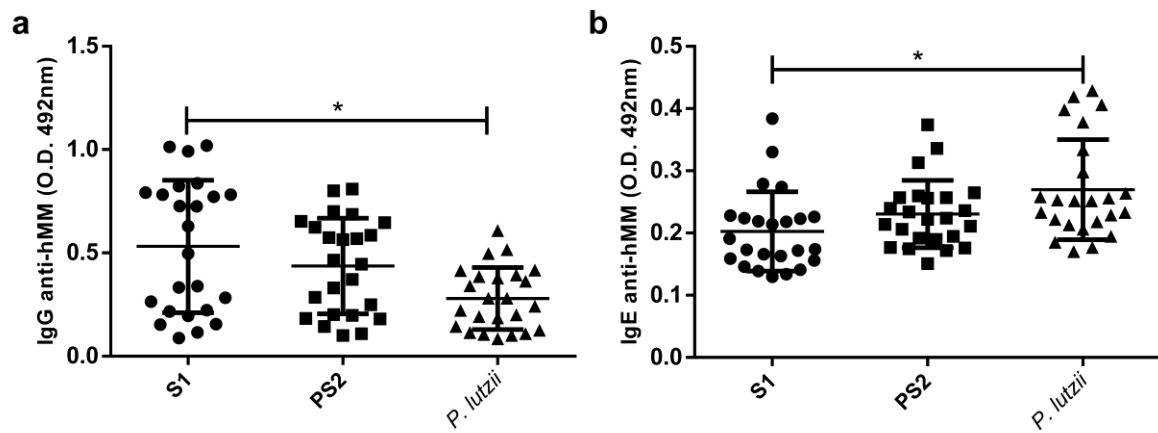 a
IgG anti-hMM (O.D. 492nm)
1.5
1.0
0.5
0.0
*
S1
PS2
P. lutzii
b
IgE anti-hMM (O.D. 492nm)
0.5
0.4
0.3
0.2
0.1
0.0
*
S1
PS2
P. lutzii